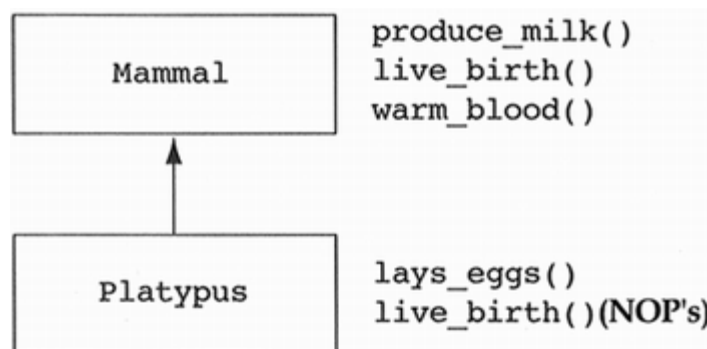 Mammal
produce_milk()
live_birth()
warm_blood()
Platypus
lays_eggs()
live_birth()(NOP's)